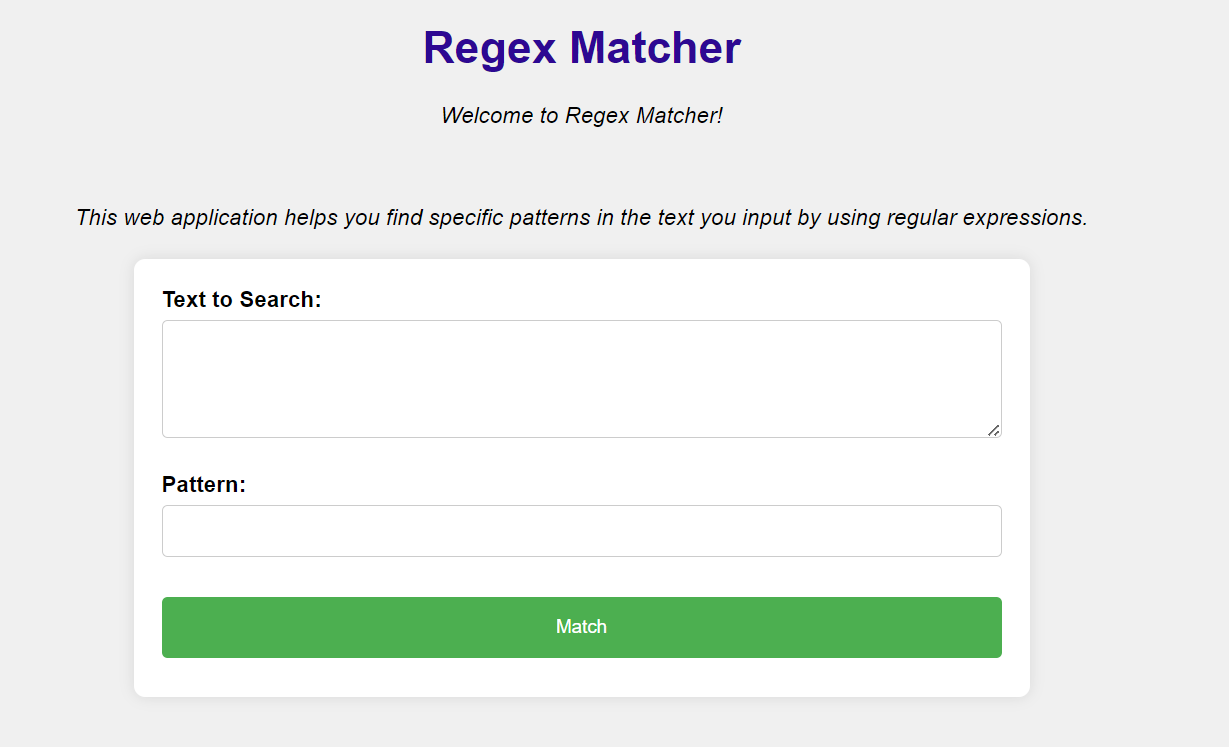 Regex Matcher
Welcome to Regex Matcher!
This web application helps you find specific patterns in the text you input by using regular expressions.
Text to Search:
Pattern:
Match